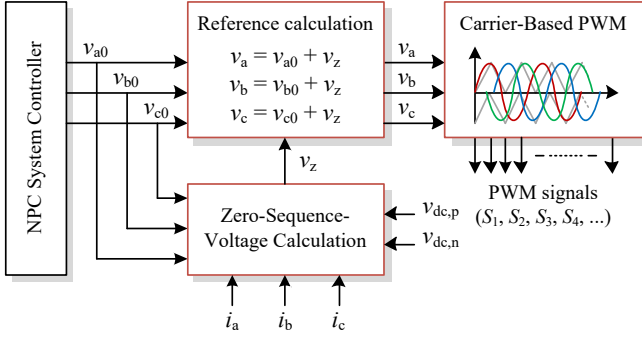 NPC System Controller
v_a0
v_b0
v_c0
Reference calculation
v_a = v_a0 + v_z
v_b = v_b0 + v_z
v_c = v_c0 + v_z
v_a
v_b
v_c
Carrier-Based PWM
PWM signals
(S_1, S_2, S_3, S_4, ...)
v_z
Zero-Sequence-
Voltage Calculation
v_dc,p
v_dc,n
i_a i_b i_c